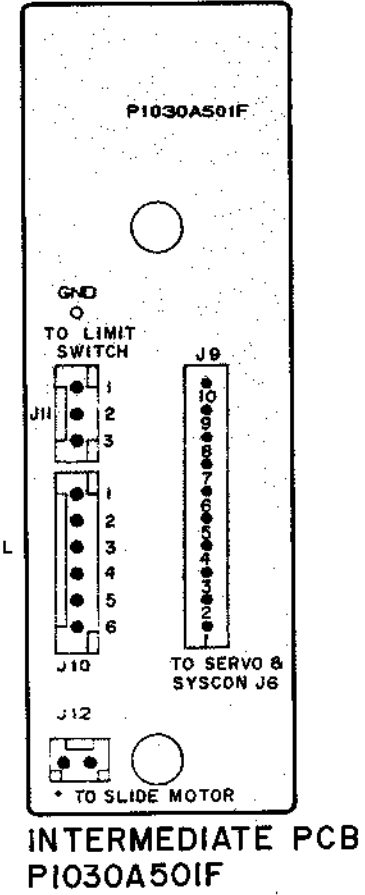 P1030A501F
GND
TO LIMIT
SWITCH
J11
1
2
3
J9
10
9
8
7
6
5
4
3
2
1
L
1
2
3
4
5
6
J10
TO SERVO &
SYSCON J6
J12
* TO SLIDE MOTOR
INTERMEDIATE PCB
P1030A501F